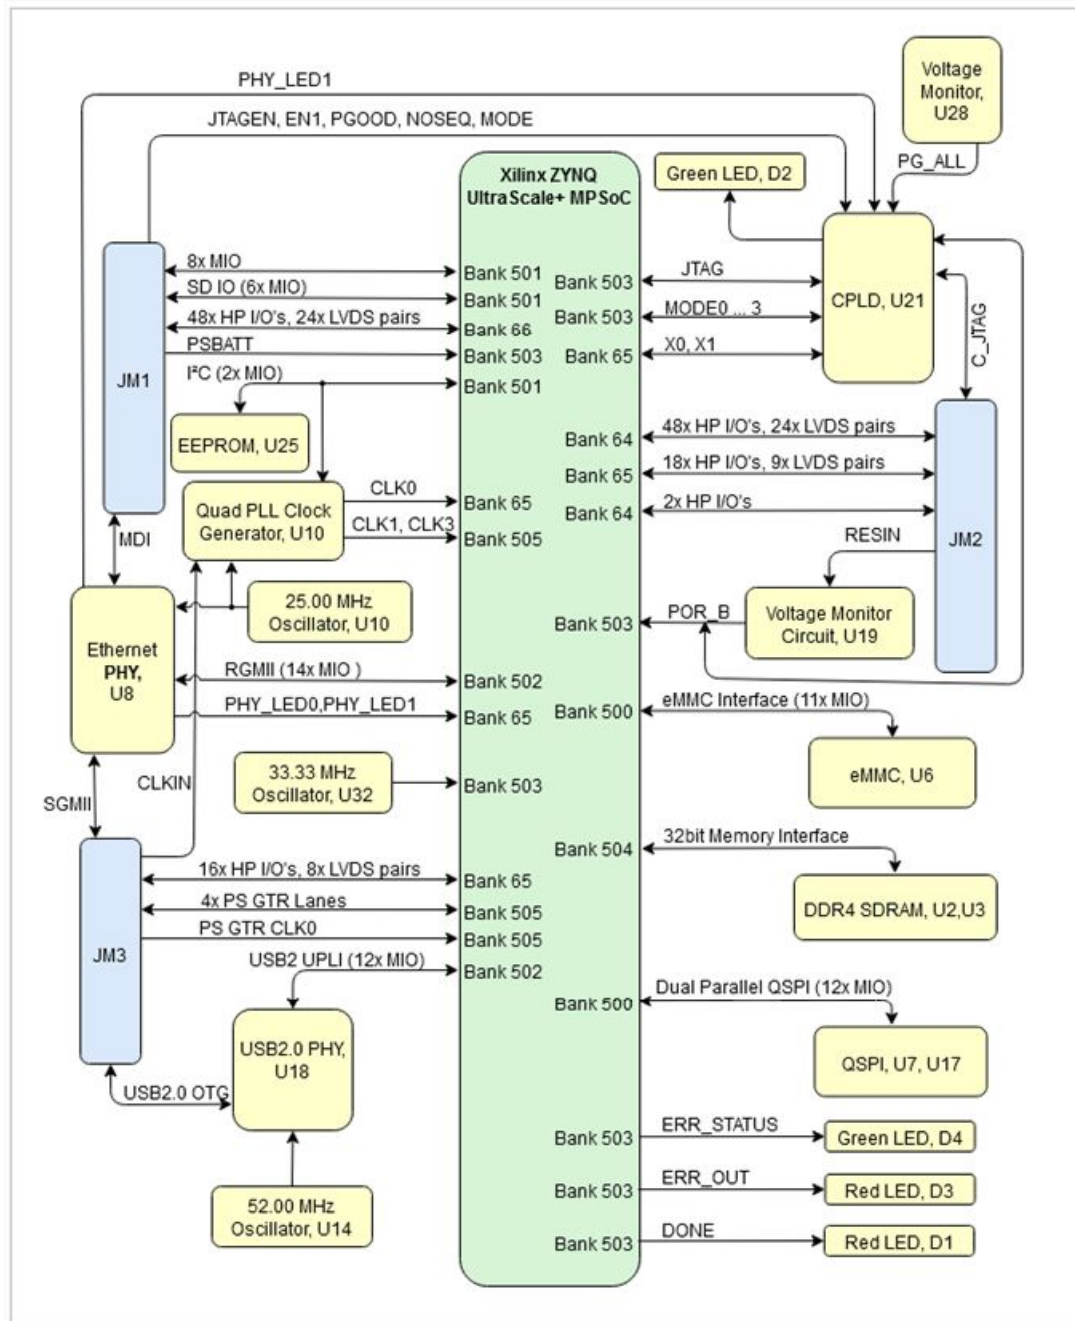 PHY_LED1
Voltage
Monitor,
U28
JTAGEN, EN1, PGOOD, NOSEQ, MODE
PG_ALL
Xilinx ZYNQ
UltraScale+ MPSoC
Green LED, D2
JM1
8x MIO
Bank 501
SD IO (6x MIO)
Bank 501
48x HP I/O's, 24x LVDS pairs
Bank 66
PSBATT
Bank 503
I²C (2x MIO)
Bank 501
EEPROM, U25
Quad PLL Clock
Generator, U10
CLK0
Bank 65
CLK1, CLK3
Bank 505
MDI
25.00 MHz
Oscillator, U10
Ethernet
PHY,
U8
RGMII (14x MIO )
Bank 502
PHY_LED0,PHY_LED1
Bank 65
33.33 MHz
Oscillator, U32
Bank 503
CLKIN
SGMII
JM3
16x HP I/O's, 8x LVDS pairs
Bank 65
4x PS GTR Lanes
Bank 505
PS GTR CLK0
Bank 505
USB2 UPLI (12x MIO)
Bank 502
USB2.0 PHY,
U18
USB2.0 OTG
52.00 MHz
Oscillator, U14
Bank 503
JTAG
CPLD, U21
Bank 503
MODE0 ... 3
Bank 65
X0, X1
C_JTAG
Bank 64
48x HP I/O's, 24x LVDS pairs
Bank 65
18x HP I/O's, 9x LVDS pairs
Bank 64
2x HP I/O's
JM2
RESIN
Bank 503
POR_B
Voltage Monitor
Circuit, U19
Bank 500
eMMC Interface (11x MIO)
eMMC, U6
Bank 504
32bit Memory Interface
DDR4 SDRAM, U2,U3
Bank 500
Dual Parallel QSPI (12x MIO)
QSPI, U7, U17
Bank 503
ERR_STATUS
Green LED, D4
Bank 503
ERR_OUT
Red LED, D3
Bank 503
DONE
Red LED, D1